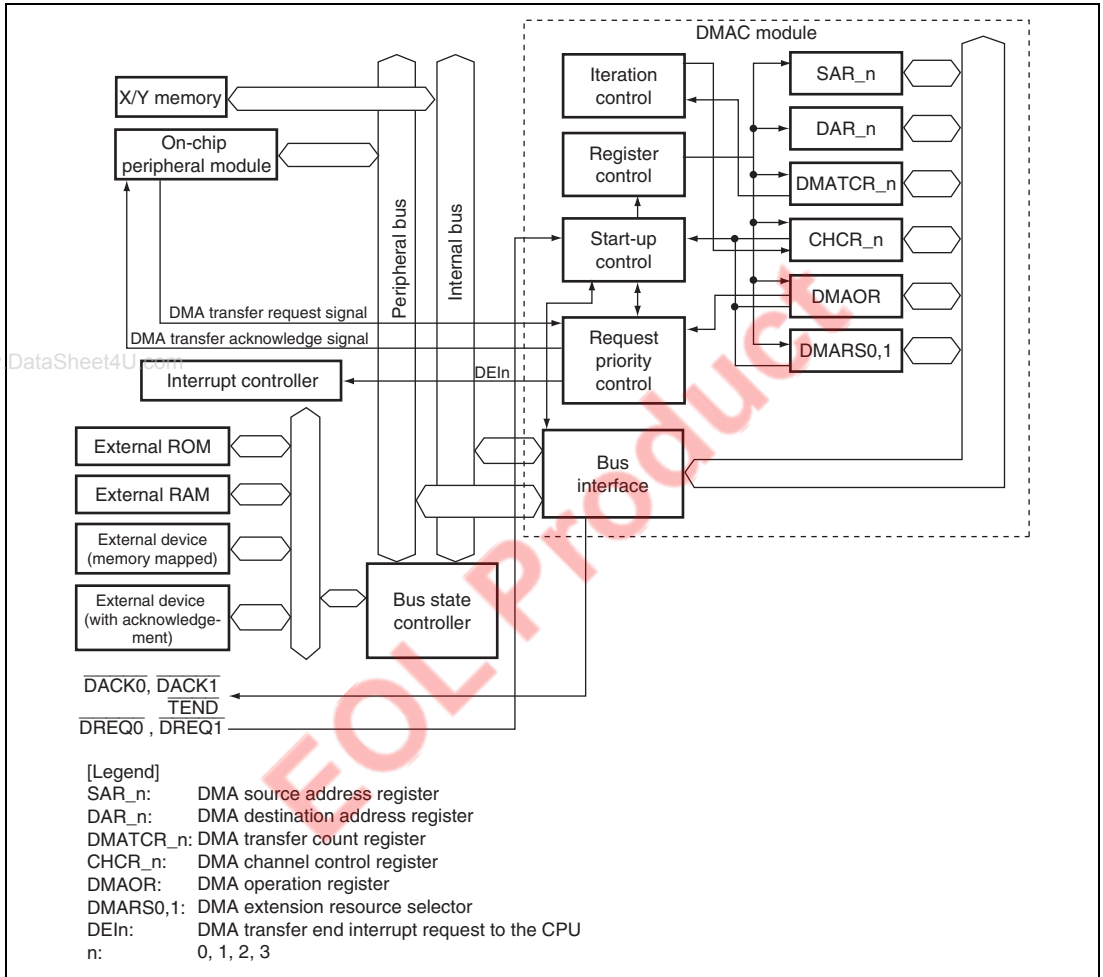 DMAC module
Iteration
control
SAR_n
X/Y memory
On-chip
peripheral module
DAR_n
Register
control
DMATCR_n
Peripheral bus
Internal bus
Start-up
control
CHCR_n
DMA transfer request signal
DMAOR
DMA transfer acknowledge signal
Request
priority
control
DMARS0,1
DataSheet4U.com
Interrupt controller
DEIn
External ROM
Bus
interface
External RAM
External device
(memory mapped)
External device
(with acknowledge-
ment)
Bus state
controller
DACK0, DACK1
TEND
DREQ0 , DREQ1
EOL Product
[Legend]
SAR_n: DMA source address register
DAR_n: DMA destination address register
DMATCR_n: DMA transfer count register
CHCR_n: DMA channel control register
DMAOR: DMA operation register
DMARS0,1: DMA extension resource selector
DEIn: DMA transfer end interrupt request to the CPU
n: 0, 1, 2, 3